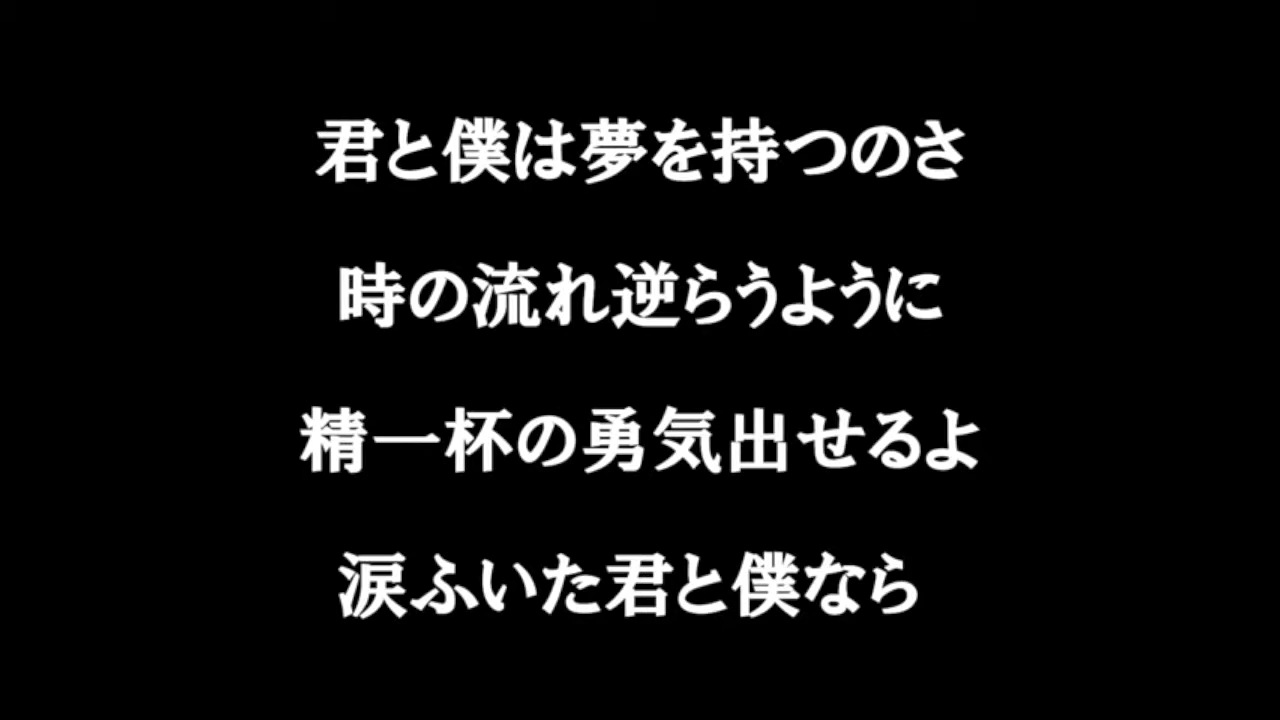 君と僕は夢を持つのさ
時の流れ逆らうように
精一杯の勇気出せるよ
涙ふいた君と僕なら